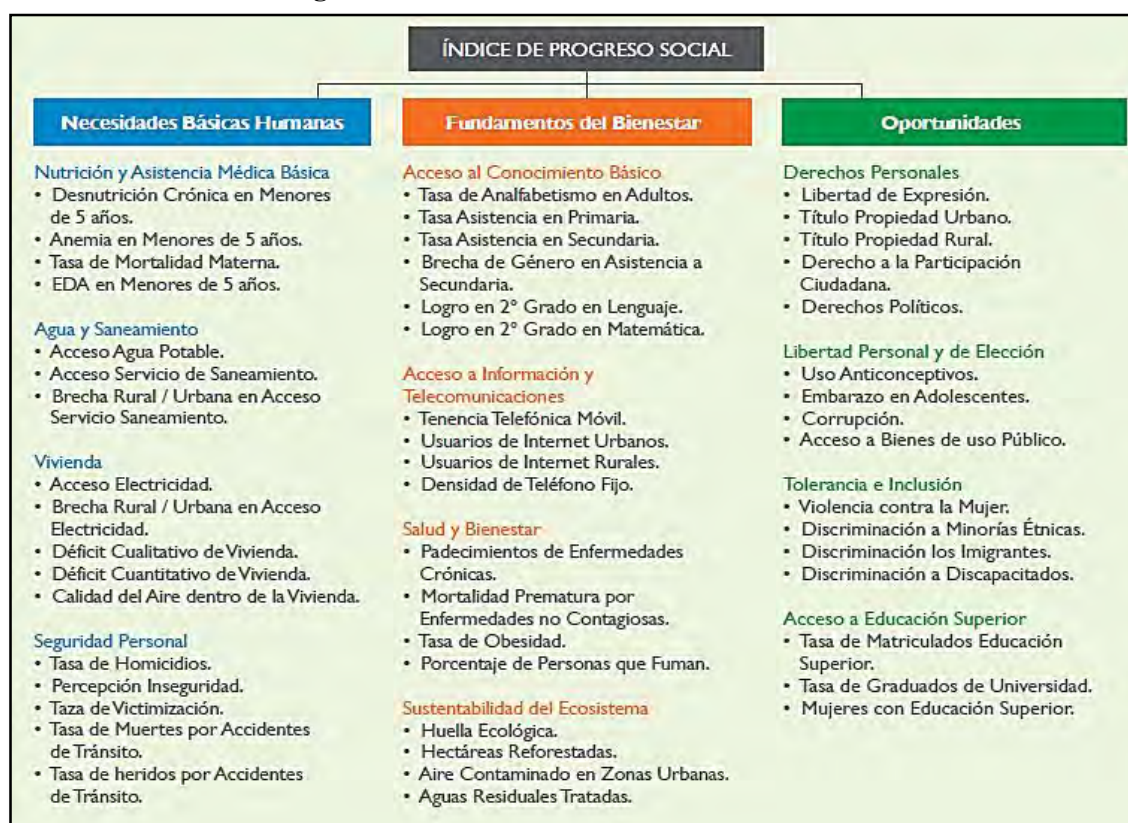 ÍNDICE DE PROGRESO SOCIAL
Necesidades Básicas Humanas
Nutrición y Asistencia Médica Básica
• Desnutrición Crónica en Menores
de 5 años.
• Anemia en Menores de 5 años.
• Tasa de Mortalidad Materna.
• EDA en Menores de 5 años.
Agua y Saneamiento
• Acceso Agua Potable.
• Acceso Servicio de Saneamiento.
• Brecha Rural / Urbana en Acceso
Servicio Saneamiento.
Vivienda
• Acceso Electricidad.
• Brecha Rural / Urbana en Acceso
Electricidad.
• Déficit Cualitativo de Vivienda.
• Déficit Cuantitativo de Vivienda.
• Calidad del Aire dentro de la Vivienda.
Seguridad Personal
• Tasa de Homicidios.
• Percepción Inseguridad.
• Taza de Victimización.
• Tasa de Muertes por Accidentes
de Tránsito.
• Tasa de heridos por Accidentes
de Tránsito.
Fundamentos del Bienestar
Acceso al Conocimiento Básico
• Tasa de Analfabetismo en Adultos.
• Tasa Asistencia en Primaria.
• Tasa Asistencia en Secundaria.
• Brecha de Género en Asistencia a
Secundaria.
• Logro en 2° Grado en Lenguaje.
• Logro en 2° Grado en Matemática.
Acceso a Información y
Telecomunicaciones
• Tenencia Telefónica Móvil.
• Usuarios de Internet Urbanos.
• Usuarios de Internet Rurales.
• Densidad de Teléfono Fijo.
Salud y Bienestar
• Padecimientos de Enfermedades
Crónicas.
• Mortalidad Prematura por
Enfermedades no Contagiosas.
• Tasa de Obesidad.
• Porcentaje de Personas que Fuman.
Sustentabilidad del Ecosistema
• Huella Ecológica.
• Hectáreas Reforestadas.
• Aire Contaminado en Zonas Urbanas.
• Aguas Residuales Tratadas.
Oportunidades
Derechos Personales
• Libertad de Expresión.
• Título Propiedad Urbano.
• Título Propiedad Rural.
• Derecho a la Participación
Ciudadana.
• Derechos Políticos.
Libertad Personal y de Elección
• Uso Anticonceptivos.
• Embarazo en Adolescentes.
• Corrupción.
• Acceso a Bienes de uso Público.
Tolerancia e Inclusión
• Violencia contra la Mujer.
• Discriminación a Minorías Étnicas.
• Discriminación los Imigrantes.
• Discriminación a Discapacitados.
Acceso a Educación Superior
• Tasa de Matriculados Educación
Superior.
• Tasa de Graduados de Universidad.
• Mujeres con Educación Superior.